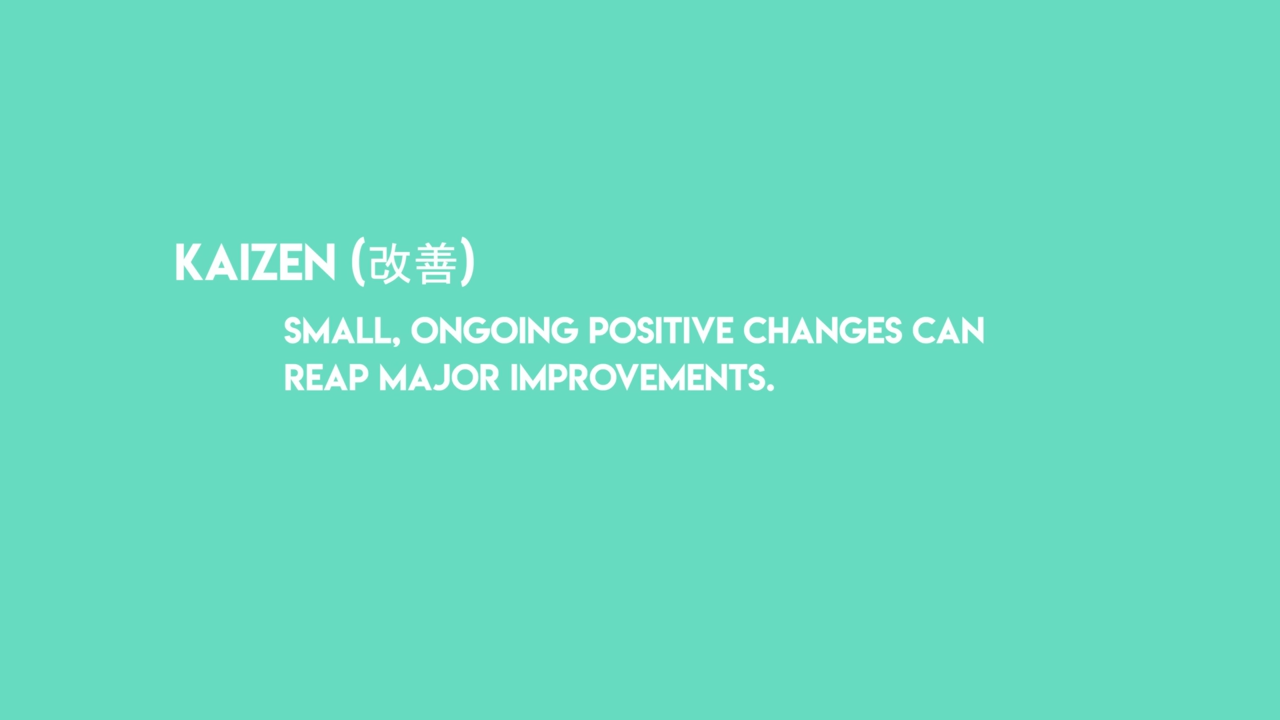 KAIZEN (改善)
SMALL, ONGOING POSITIVE CHANGES CAN
REAP MAJOR IMPROVEMENTS.